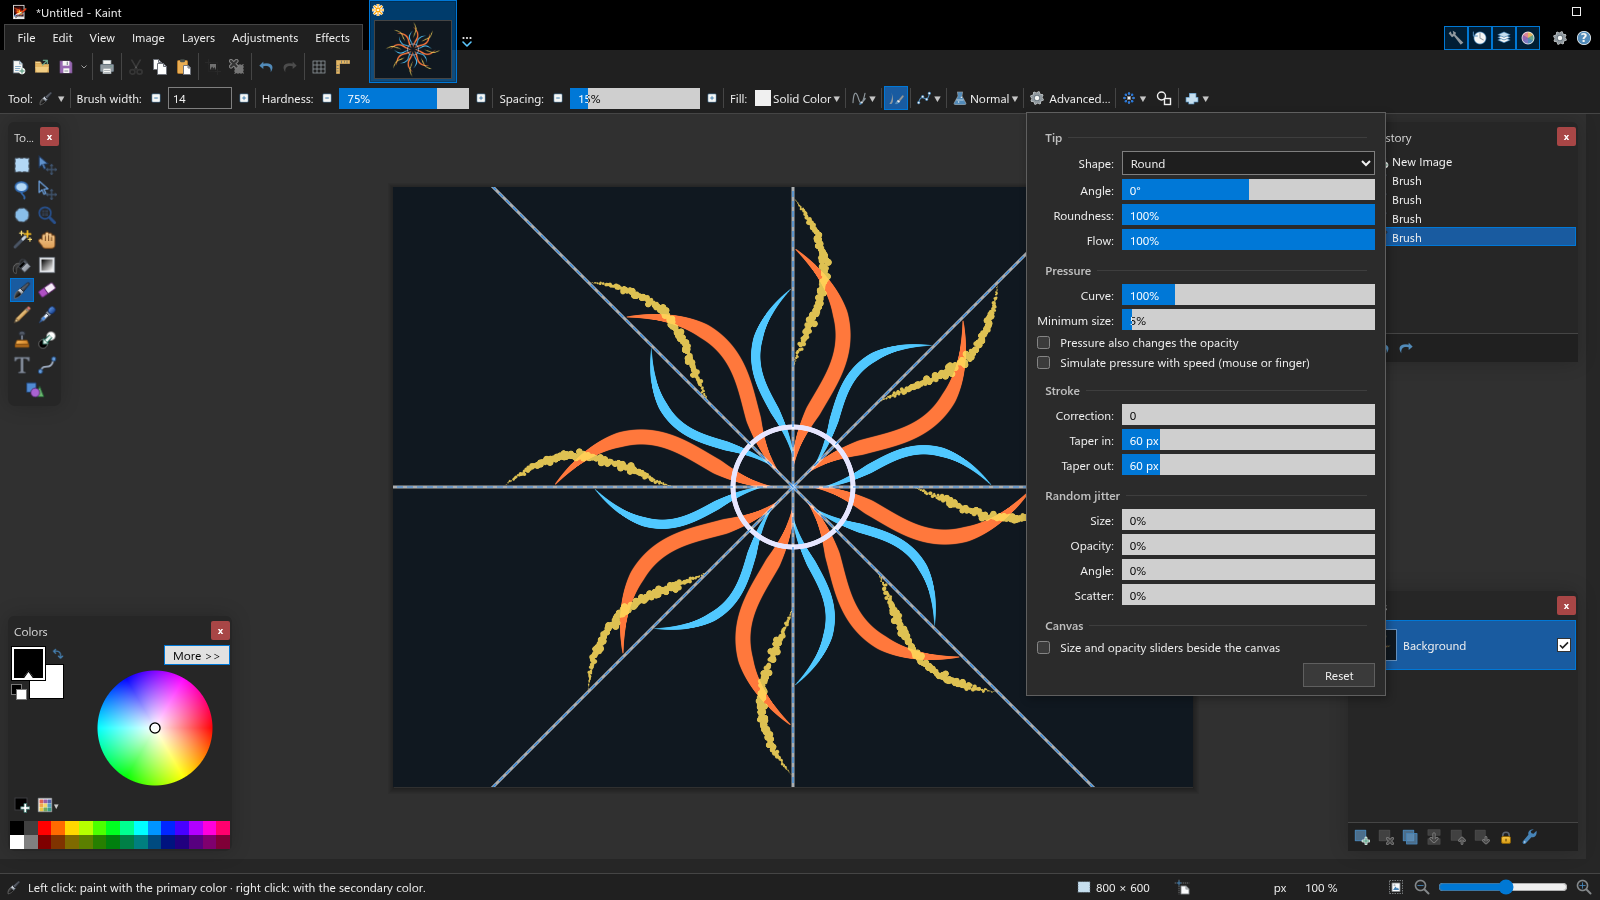 *Untitled - Kaint
File Edit View Image Layers Adjustments Effects
Tool: Brush width: 14 Hardness: 75% Spacing: 15% Fill: Solid Color Normal Advanced...
To...
Tip
Shape: Round
Angle: 0°
Roundness: 100%
Flow: 100%
Pressure
Curve: 100%
Minimum size: 5%
Pressure also changes the opacity
Simulate pressure with speed (mouse or finger)
Stroke
Correction: 0
Taper in: 60 px
Taper out: 60 px
Random jitter
Size: 0%
Opacity: 0%
Angle: 0%
Scatter: 0%
Canvas
Size and opacity sliders beside the canvas
Reset
story
New Image
Brush
Brush
Brush
Brush
Background
Colors
More >>
Left click: paint with the primary color · right click: with the secondary color.
800 × 600 px 100 %